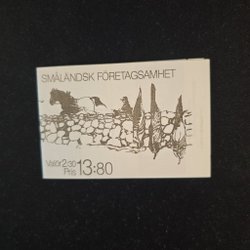 SMÅLÄNDSK FÖRETAGSAMHET
Valör 2:30
Pris 13:80